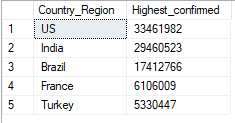 Country_Region Highest_confirmed
1 US 33461982
2 India 29460523
3 Brazil 17412766
4 France 6106009
5 Turkey 5330447